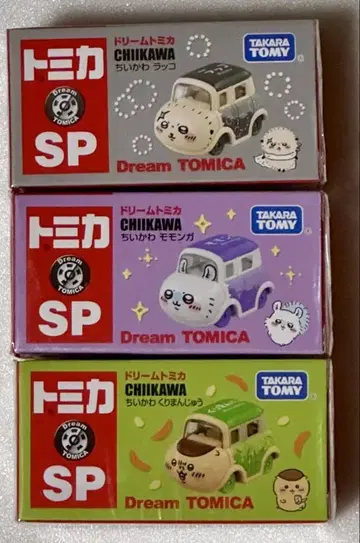 トミカ
Dream
TOMICA
SP
ドリームトミカ
CHIIKAWA
ちいかわ ラッコ
TAKARA
TOMY
Dream TOMICA
トミカ
Dream
TOMICA
SP
ドリームトミカ
CHIIKAWA
ちいかわ モモンガ
TAKARA
TOMY
Dream TOMICA
トミカ
Dream
TOMICA
SP
ドリームトミカ
CHIIKAWA
ちいかわ くりまんじゅう
TAKARA
TOMY
Dream TOMICA